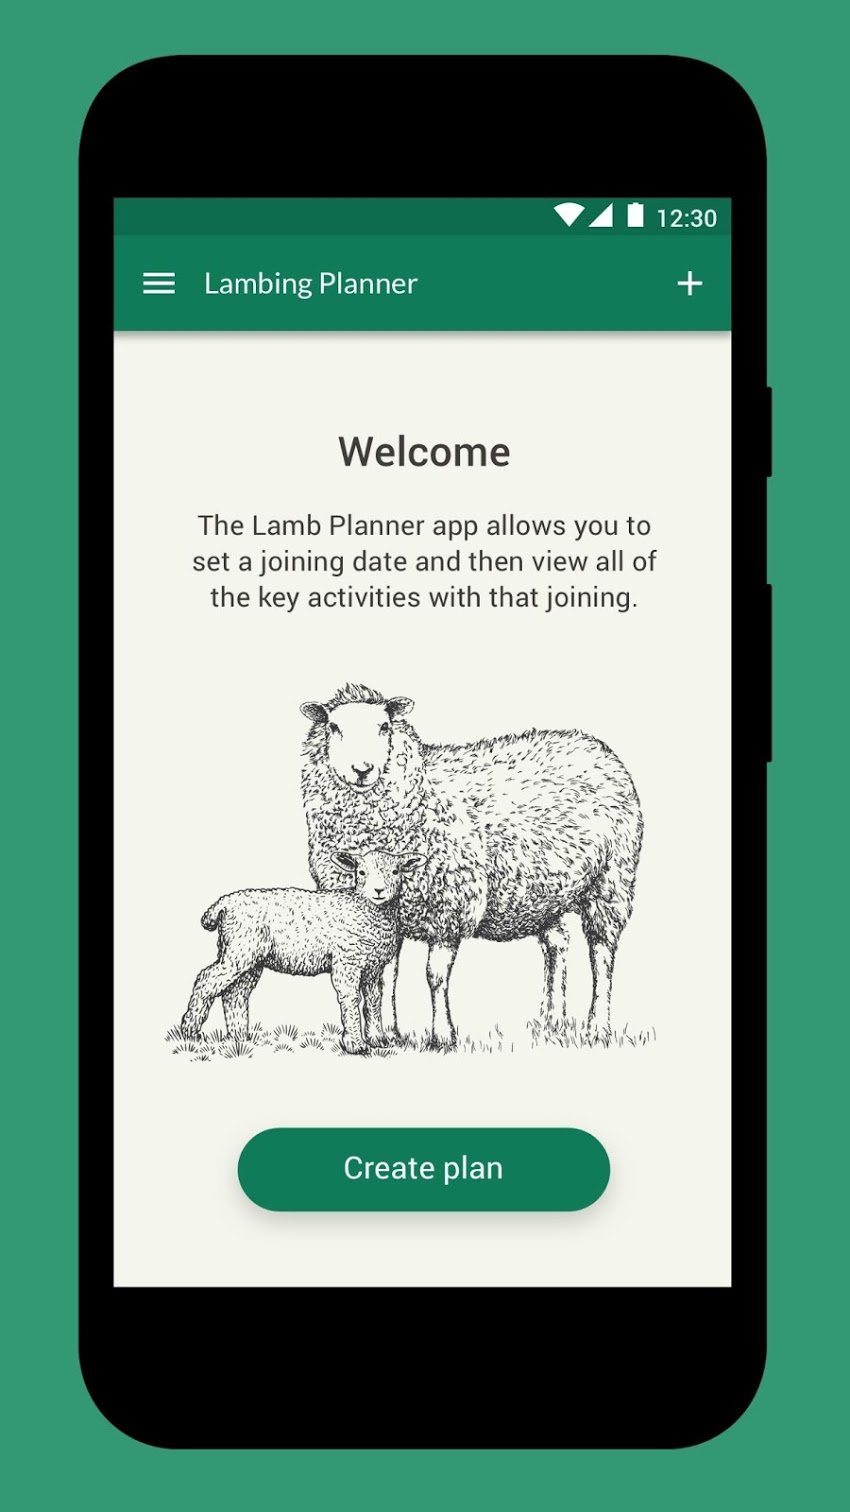 12:30
Lambing Planner
Welcome
The Lamb Planner app allows you to
set a joining date and then view all of
the key activities with that joining.
Create plan